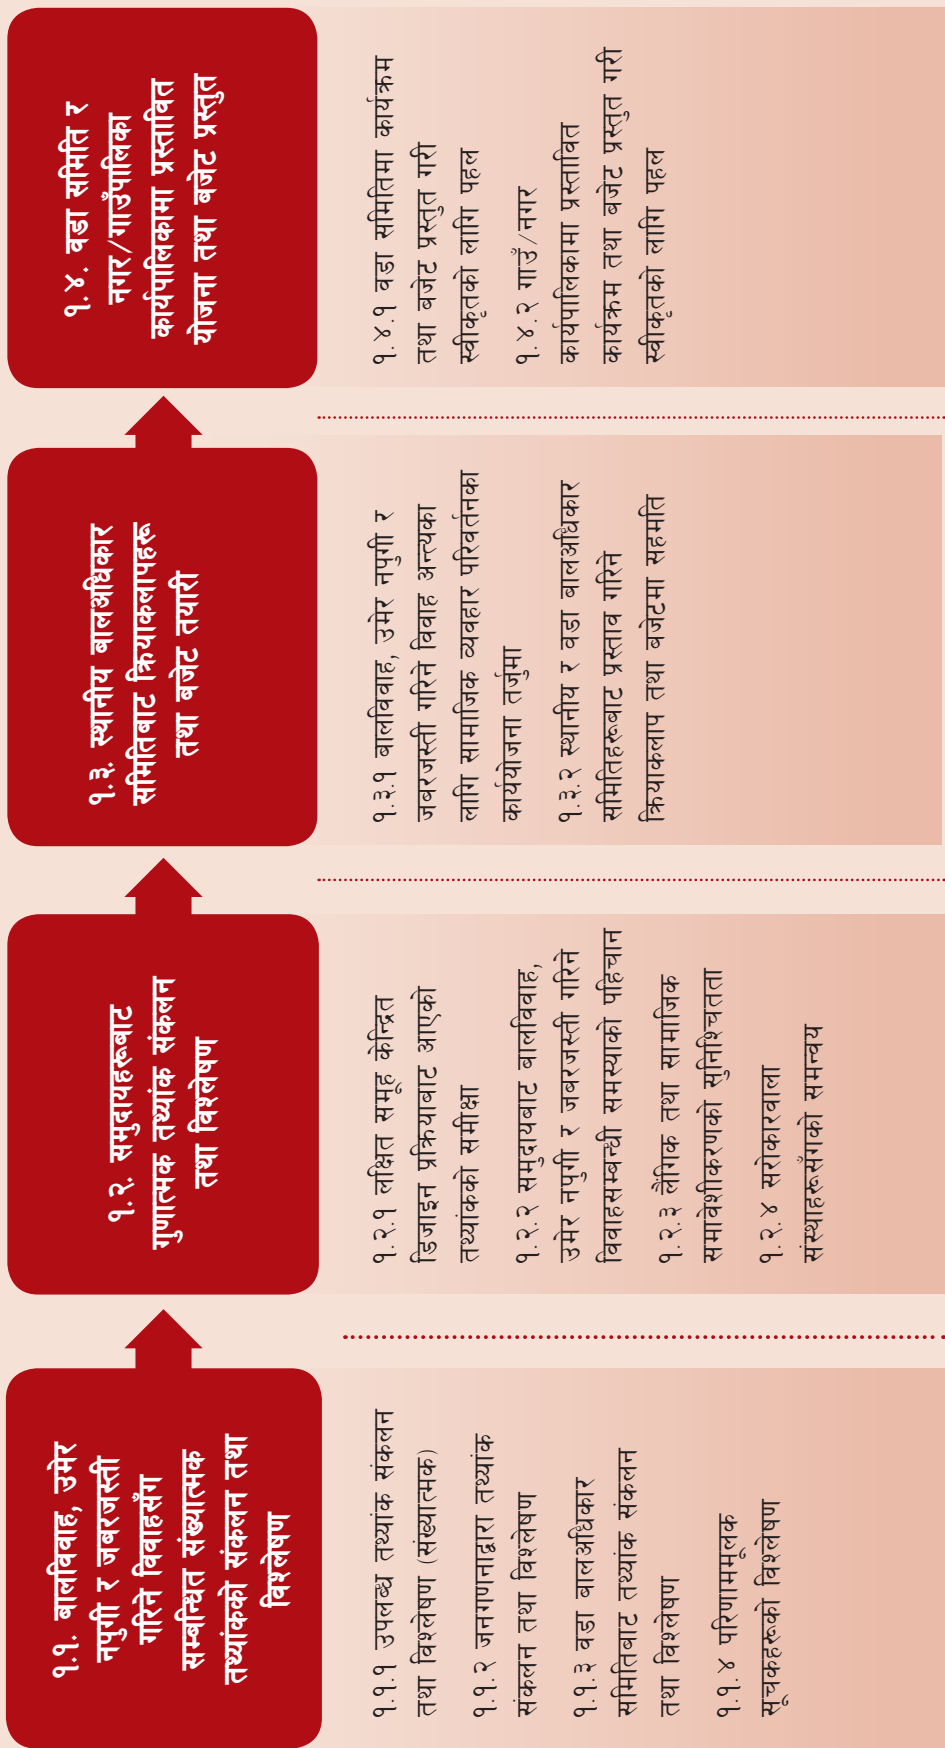 १.१. बालविवाह, उमेर
नपुगी र जबरजस्ती
गरिने विवाहसँग
सम्बन्धित संख्यात्मक
तथ्यांकको संकलन तथा
विश्लेषण
१.१.१ उपलब्ध तथ्यांक संकलन
तथा विश्लेषण (संख्यात्मक)
१.१.२ जनगणनाद्वारा तथ्यांक
संकलन तथा विश्लेषण
१.१.३ वडा बालअधिकार
समितिबाट तथ्यांक संकलन
तथा विश्लेषण
१.१.४ परिणाममूलक
सूचकहरूको विश्लेषण
१.२. समुदायहरूबाट
गुणात्मक तथ्यांक संकलन
तथा विश्लेषण
१.२.१ लक्षित समूह केन्द्रित
डिजाइन प्रक्रियाबाट आएको
तथ्यांकको समीक्षा
१.२.२ समुदायबाट बालविवाह,
उमेर नपुगी र जबरजस्ती गरिने
विवाहसम्बन्धी समस्याको पहिचान
१.२.३ लैंगिक तथा सामाजिक
समावेशीकरणको सुनिश्चितता
१.२.४ सरोकारवाला
संस्थाहरूसँगको समन्वय
१.३. स्थानीय बालअधिकार
समितिबाट क्रियाकलापहरू
तथा बजेट तयारी
१.३.१ बालविवाह, उमेर नपुगी र
जबरजस्ती गरिने विवाह अन्त्यका
लागि सामाजिक व्यवहार परिवर्तनका
कार्ययोजना तर्जुमा
१.३.२ स्थानीय र वडा बालअधिकार
समितिहरूबाट प्रस्ताव गरिने
क्रियाकलाप तथा बजेटमा सहमति
१.४. वडा समिति र
नगर/गाउँपालिका
कार्यपालिकामा प्रस्तावित
योजना तथा बजेट प्रस्तुत
१.४.१ वडा समितिमा कार्यक्रम
तथा बजेट प्रस्तुत गरी
स्वीकृतको लागि पहल
१.४.२ गाउँ/नगर
कार्यपालिकामा प्रस्तावित
कार्यक्रम तथा बजेट प्रस्तुत गरी
स्वीकृतको लागि पहल